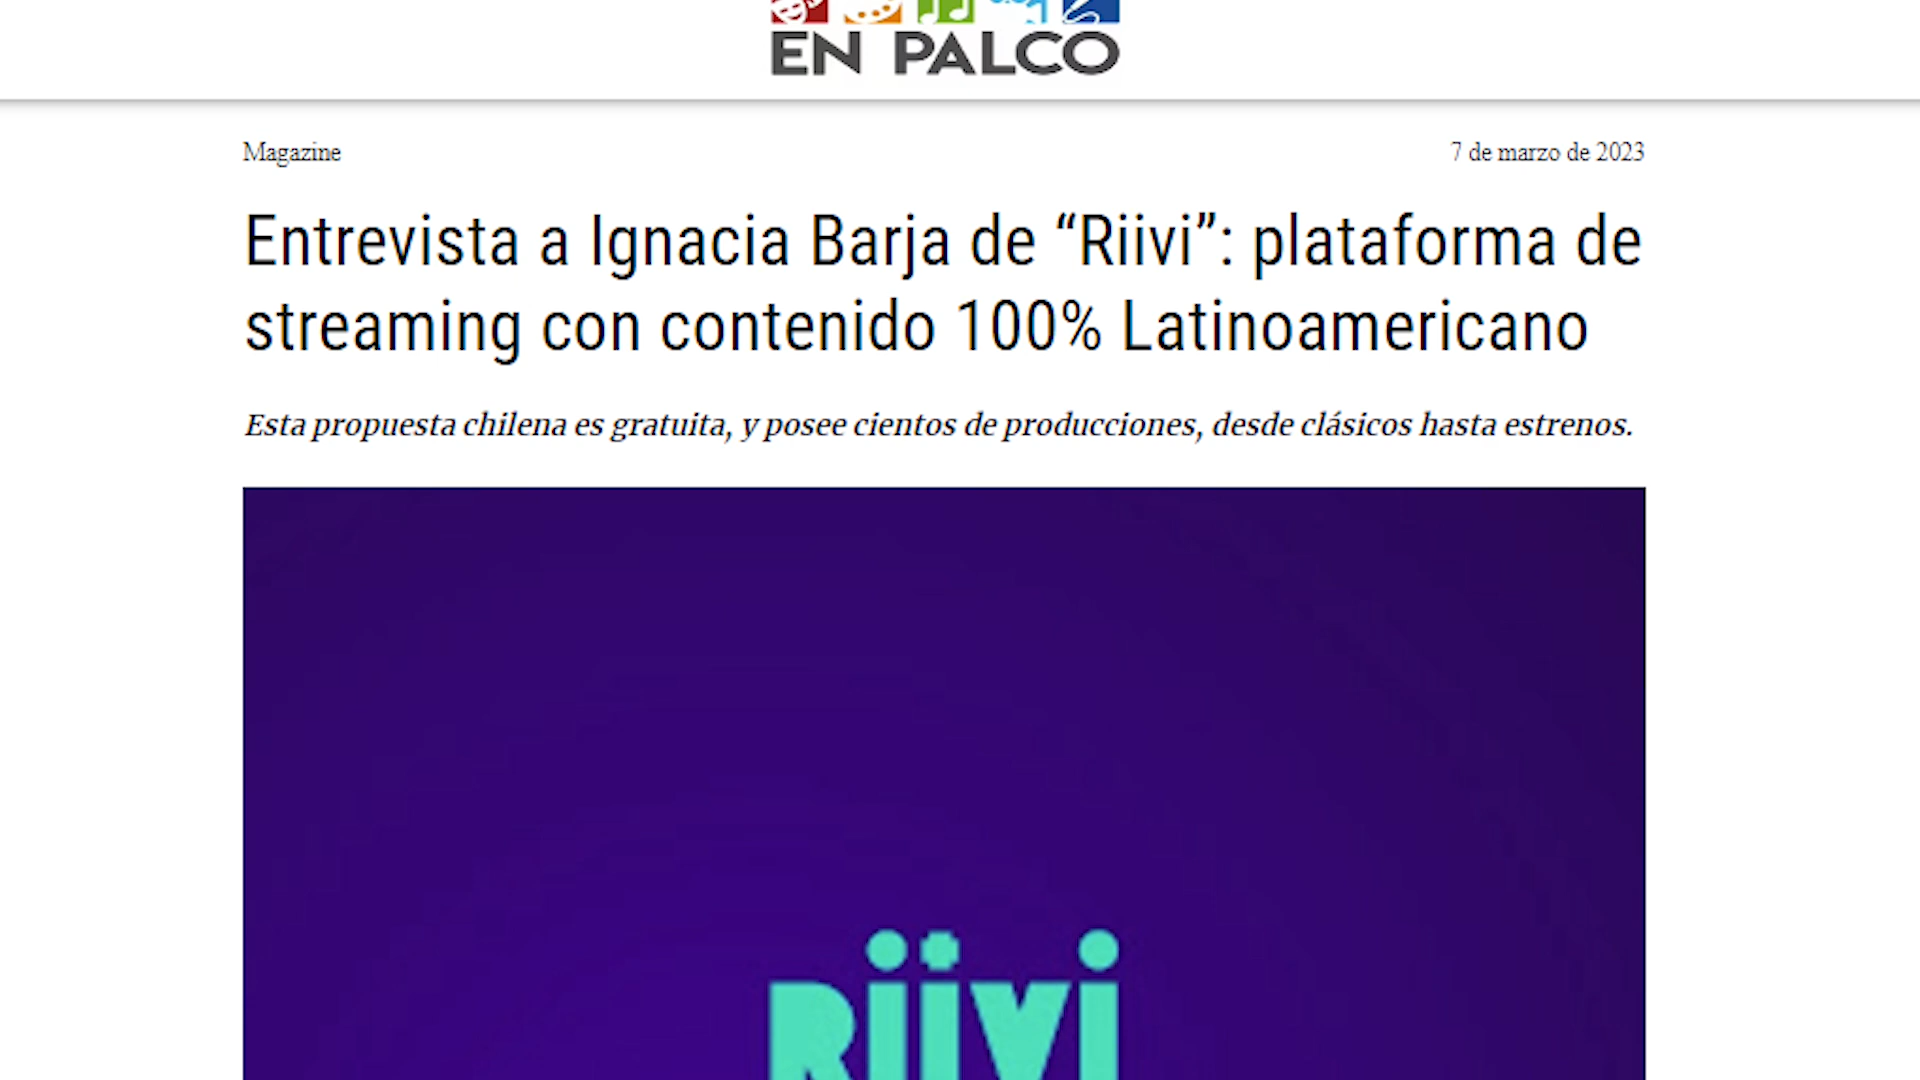 EN PALCO
Magazine
7 de marzo de 2023
Entrevista a Ignacia Barja de “Riivi”: plataforma de
streaming con contenido 100% Latinoamericano
Esta propuesta chilena es gratuita, y posee cientos de producciones, desde clásicos hasta estrenos.
Riivi